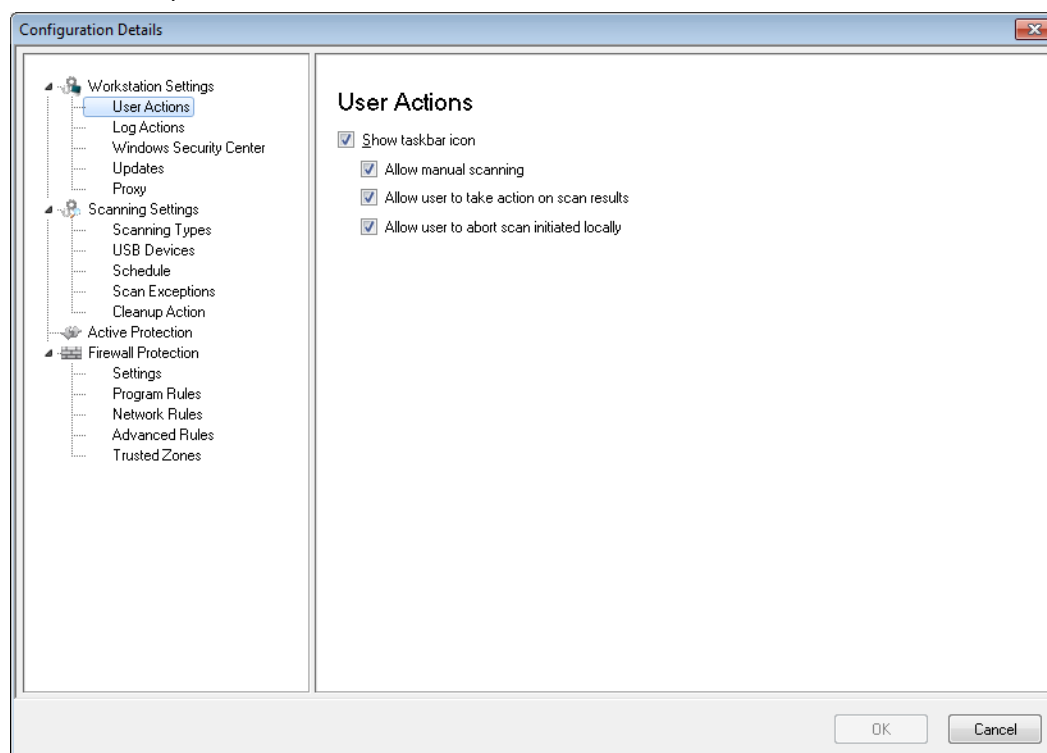 Configuration Details
Workstation Settings
User Actions
Log Actions
Windows Security Center
Updates
Proxy
Scanning Settings
Scanning Types
USB Devices
Schedule
Scan Exceptions
Cleanup Action
Active Protection
Firewall Protection
Settings
Program Rules
Network Rules
Advanced Rules
Trusted Zones
User Actions
Show taskbar icon
Allow manual scanning
Allow user to take action on scan results
Allow user to abort scan initiated locally
OK
Cancel